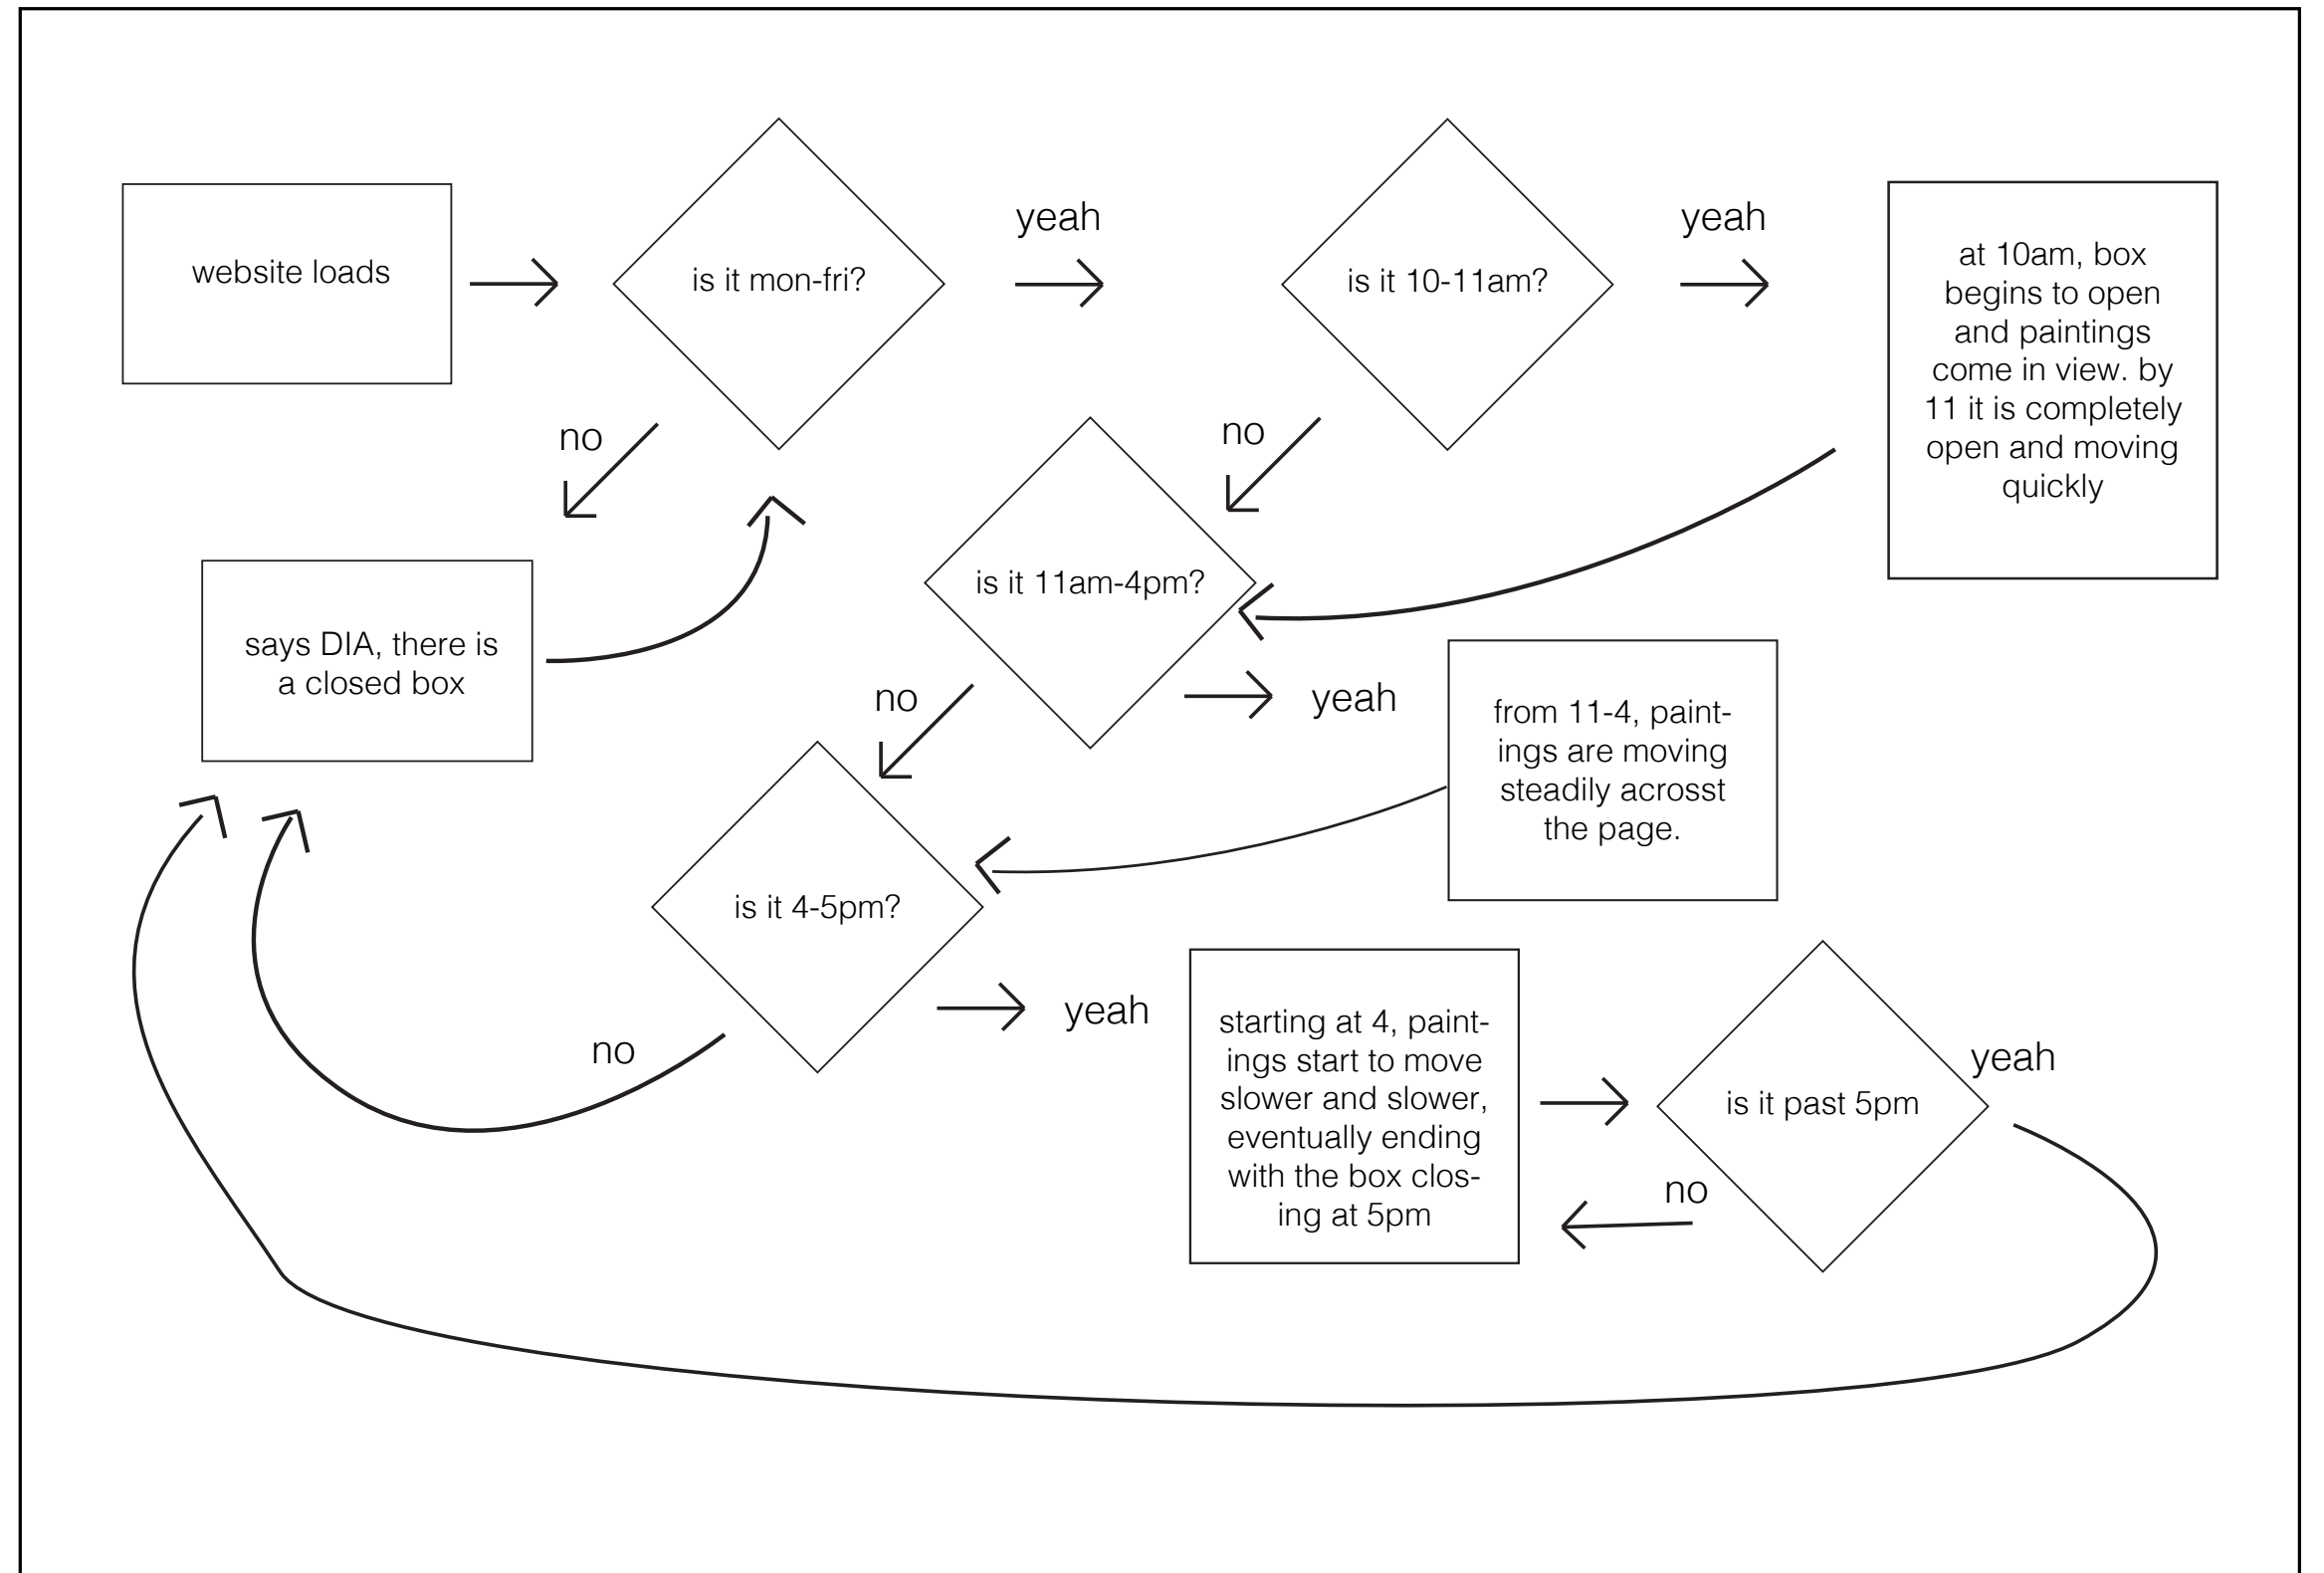 website loads
is it mon-fri?
yeah
is it 10-11am?
yeah
at 10am, box
begins to open
and paintings
come in view. by
11 it is completely
open and moving
quickly
no
no
is it 11am-4pm?
says DIA, there is
a closed box
no
yeah
from 11-4, paint-
ings are moving
steadily acrosst
the page.
is it 4-5pm?
no
yeah
starting at 4, paint-
ings start to move
slower and slower,
eventually ending
with the box clos-
ing at 5pm
is it past 5pm
yeah
no